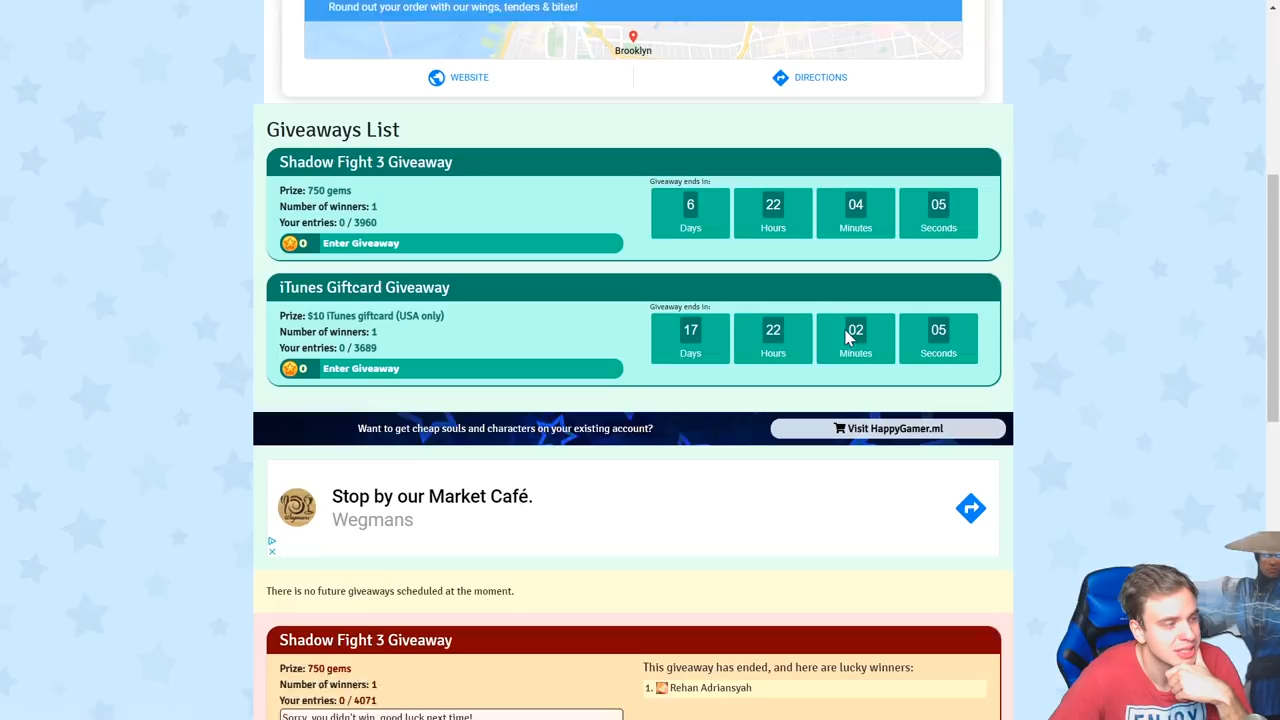 Round out your order with our wings, tenders & bites!
Brooklyn
WEBSITE
DIRECTIONS
Giveaways List
Shadow Fight 3 Giveaway
Prize: 750 gems
Number of winners: 1
Your entries: 0 / 3960
0 Enter Giveaway
Giveaway ends in:
6 22 04 05
Days Hours Minutes Seconds
iTunes Giftcard Giveaway
Prize: $10 iTunes giftcard (USA only)
Number of winners: 1
Your entries: 0 / 3689
0 Enter Giveaway
Giveaway ends in:
17 22 02 05
Days Hours Minutes Seconds
Want to get cheap souls and characters on your existing account?
Visit HappyGamer.ml
Stop by our Market Café.
Wegmans
There is no future giveaways scheduled at the moment.
Shadow Fight 3 Giveaway
Prize: 750 gems
Number of winners: 1
Your entries: 0 / 4071
Sorry, you didn't win, good luck next time!
This giveaway has ended, and here are lucky winners:
1. Rehan Adriansyah
ENJOY